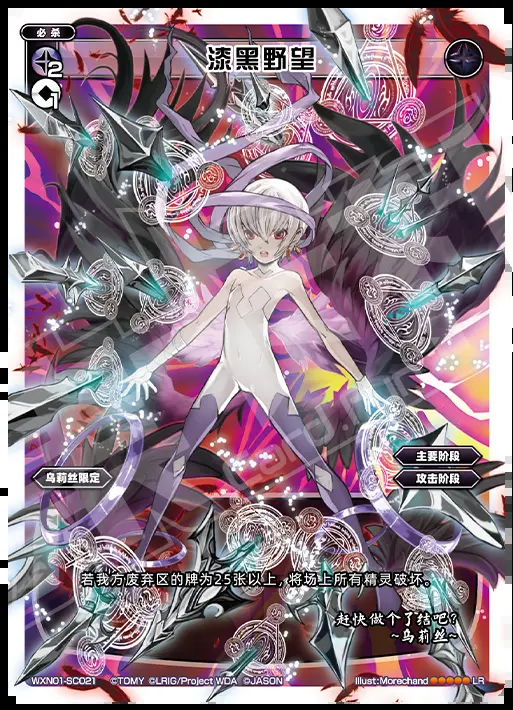 必杀
漆黑野望
2
1
主要阶段
乌莉丝限定
攻击阶段
若我方废弃区的牌为25张以上，将场上所有精灵破坏。
赶快做个了结吧？
~乌莉丝~
WXN01-SC021 ©TOMY ©LRIG/Project WDA ©JASON Illust:Morechand LR